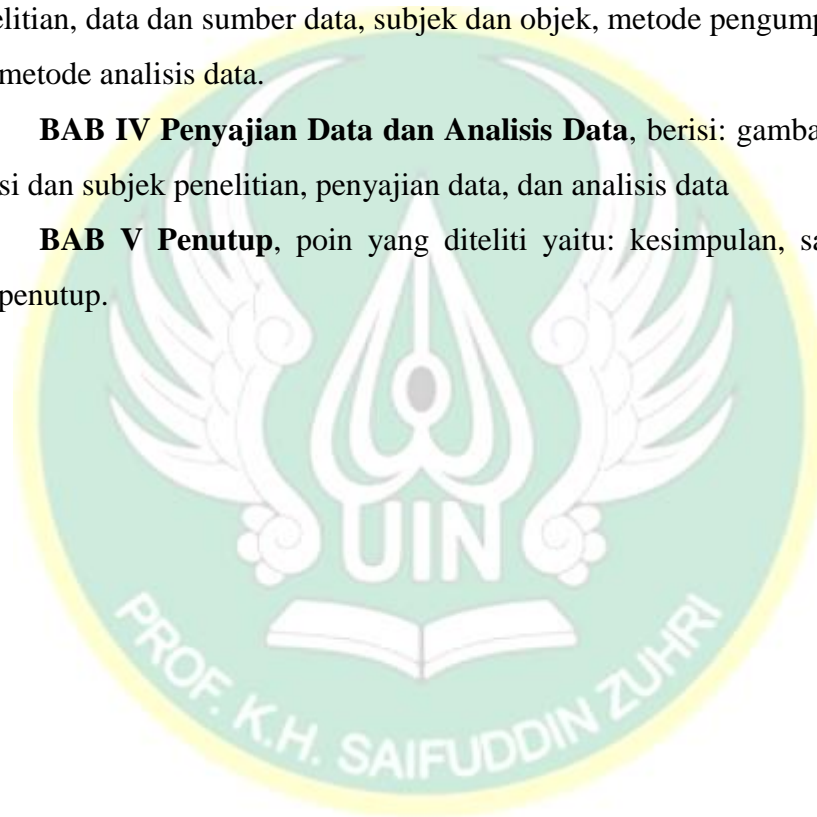 elitian, data dan sumber data, subjek dan objek, metode pengump
metode analisis data.
BAB IV Penyajian Data dan Analisis Data, berisi: gamba
si dan subjek penelitian, penyajian data, dan analisis data
BAB V Penutup, poin yang diteliti yaitu: kesimpulan, sa
penutup.
UIN
PROF. K.H. SAIFUDDIN ZUHRI